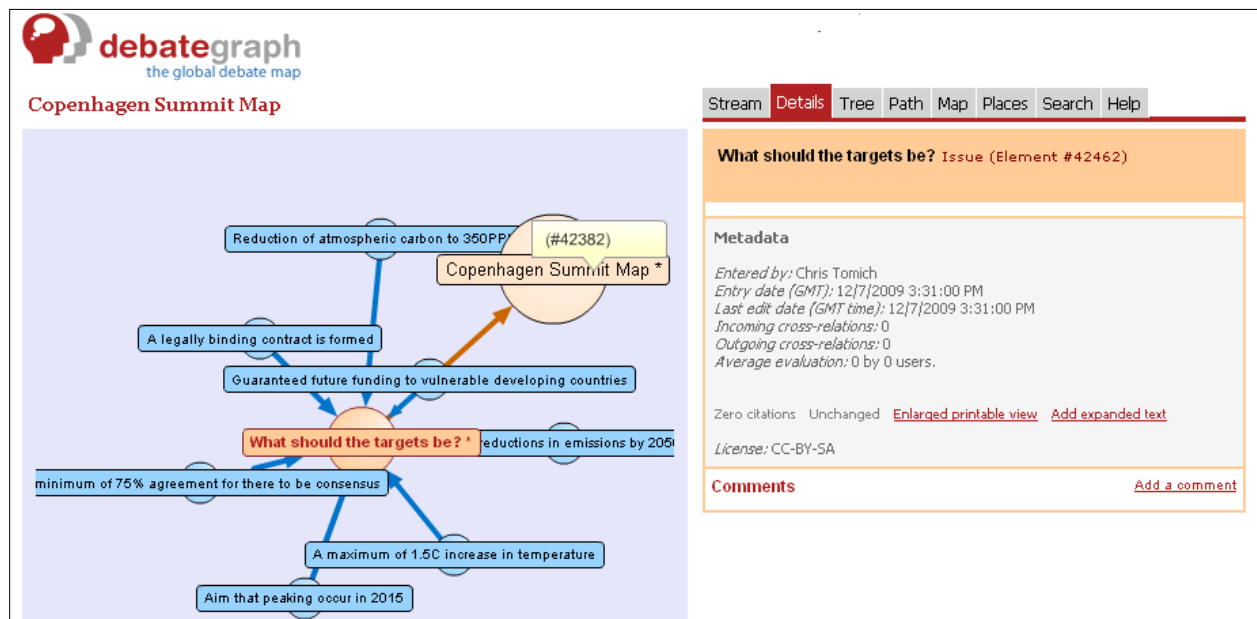 debategraph
the global debate map
Copenhagen Summit Map
Stream Details Tree Path Map Places Search Help
What should the targets be? Issue (Element #42462)
Reduction of atmospheric carbon to 350PP
(#42382)
Copenhagen Summit Map *
A legally binding contract is formed
Guaranteed future funding to vulnerable developing countries
What should the targets be? *
reductions in emissions by 2050
minimum of 75% agreement for there to be consensus
A maximum of 1.5C increase in temperature
Aim that peaking occur in 2015
Metadata
Entered by: Chris Tomich
Entry date (GMT): 12/7/2009 3:31:00 PM
Last edit date (GMT time): 12/7/2009 3:31:00 PM
Incoming cross-relations: 0
Outgoing cross-relations: 0
Average evaluation: 0 by 0 users.
Zero citations Unchanged Enlarged printable view Add expanded text
License: CC-BY-SA
Comments Add a comment